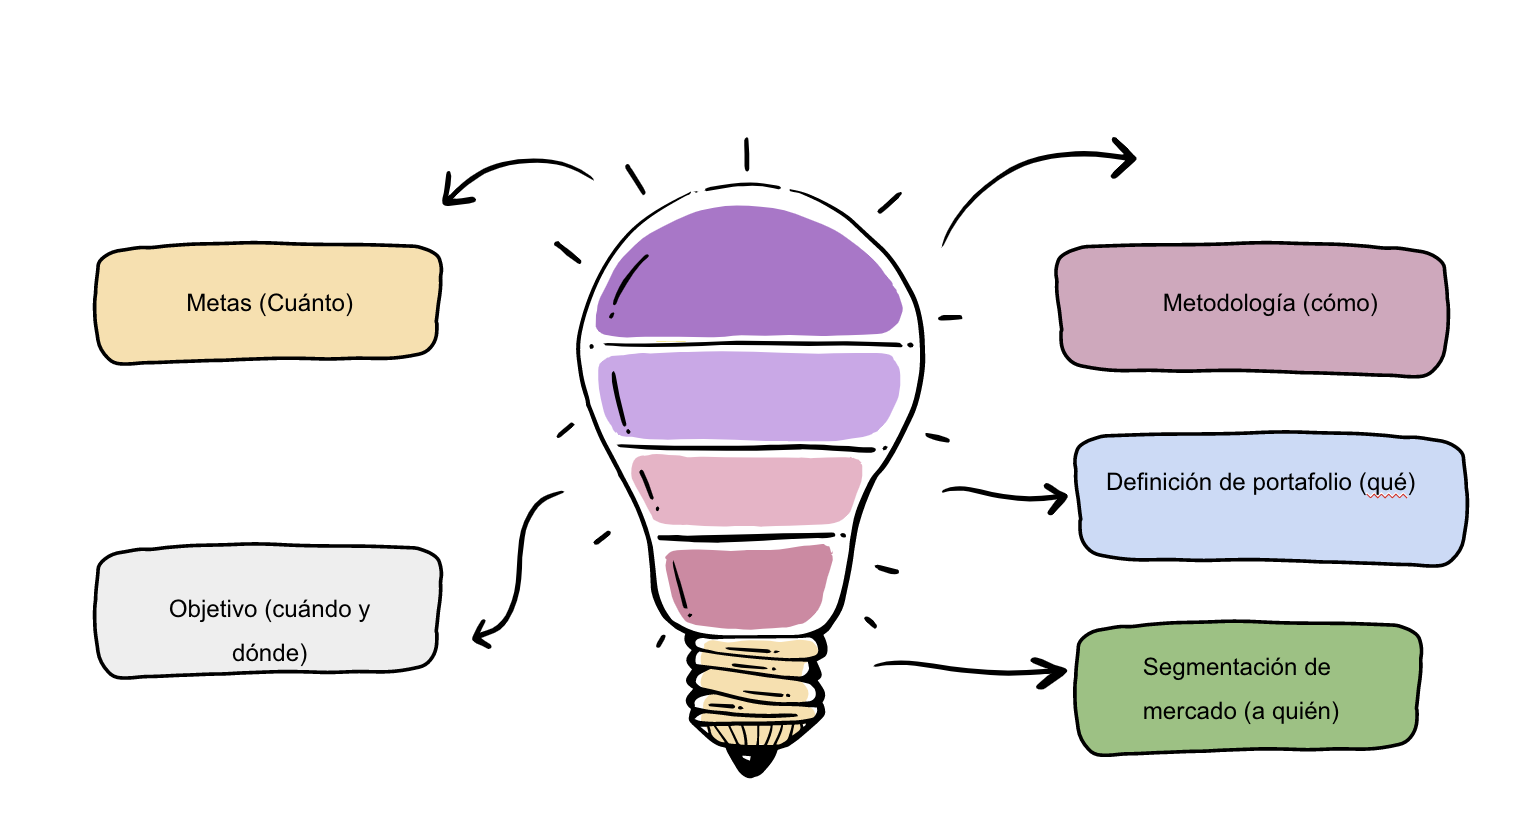 Metas (Cuánto)
Metodología (cómo)
Definición de portafolio (qué)
Objetivo (cuándo y
dónde)
Segmentación de
mercado (a quién)